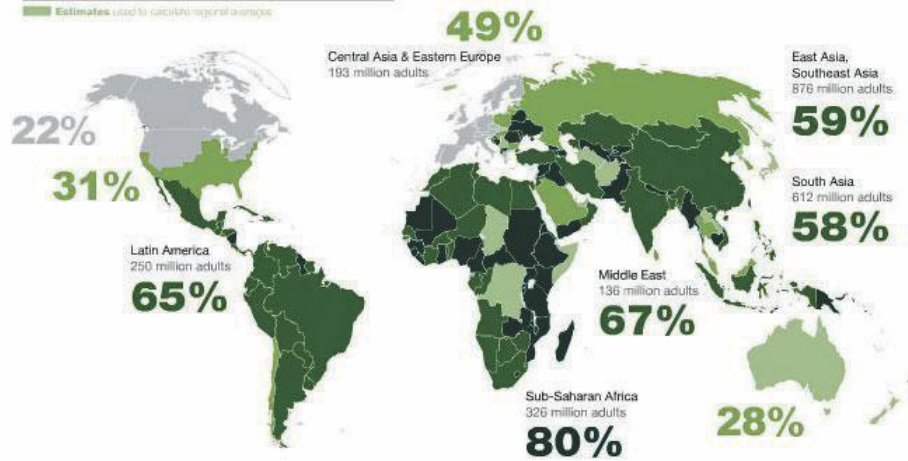 Estimates used to calculate regional averages
49%
Central Asia & Eastern Europe
193 million adults
East Asia,
Southeast Asia
876 million adults
59%
22%
31%
South Asia
612 million adults
58%
Latin America
250 million adults
65%
Middle East
136 million adults
67%
Sub-Saharan Africa
326 million adults
80%
28%